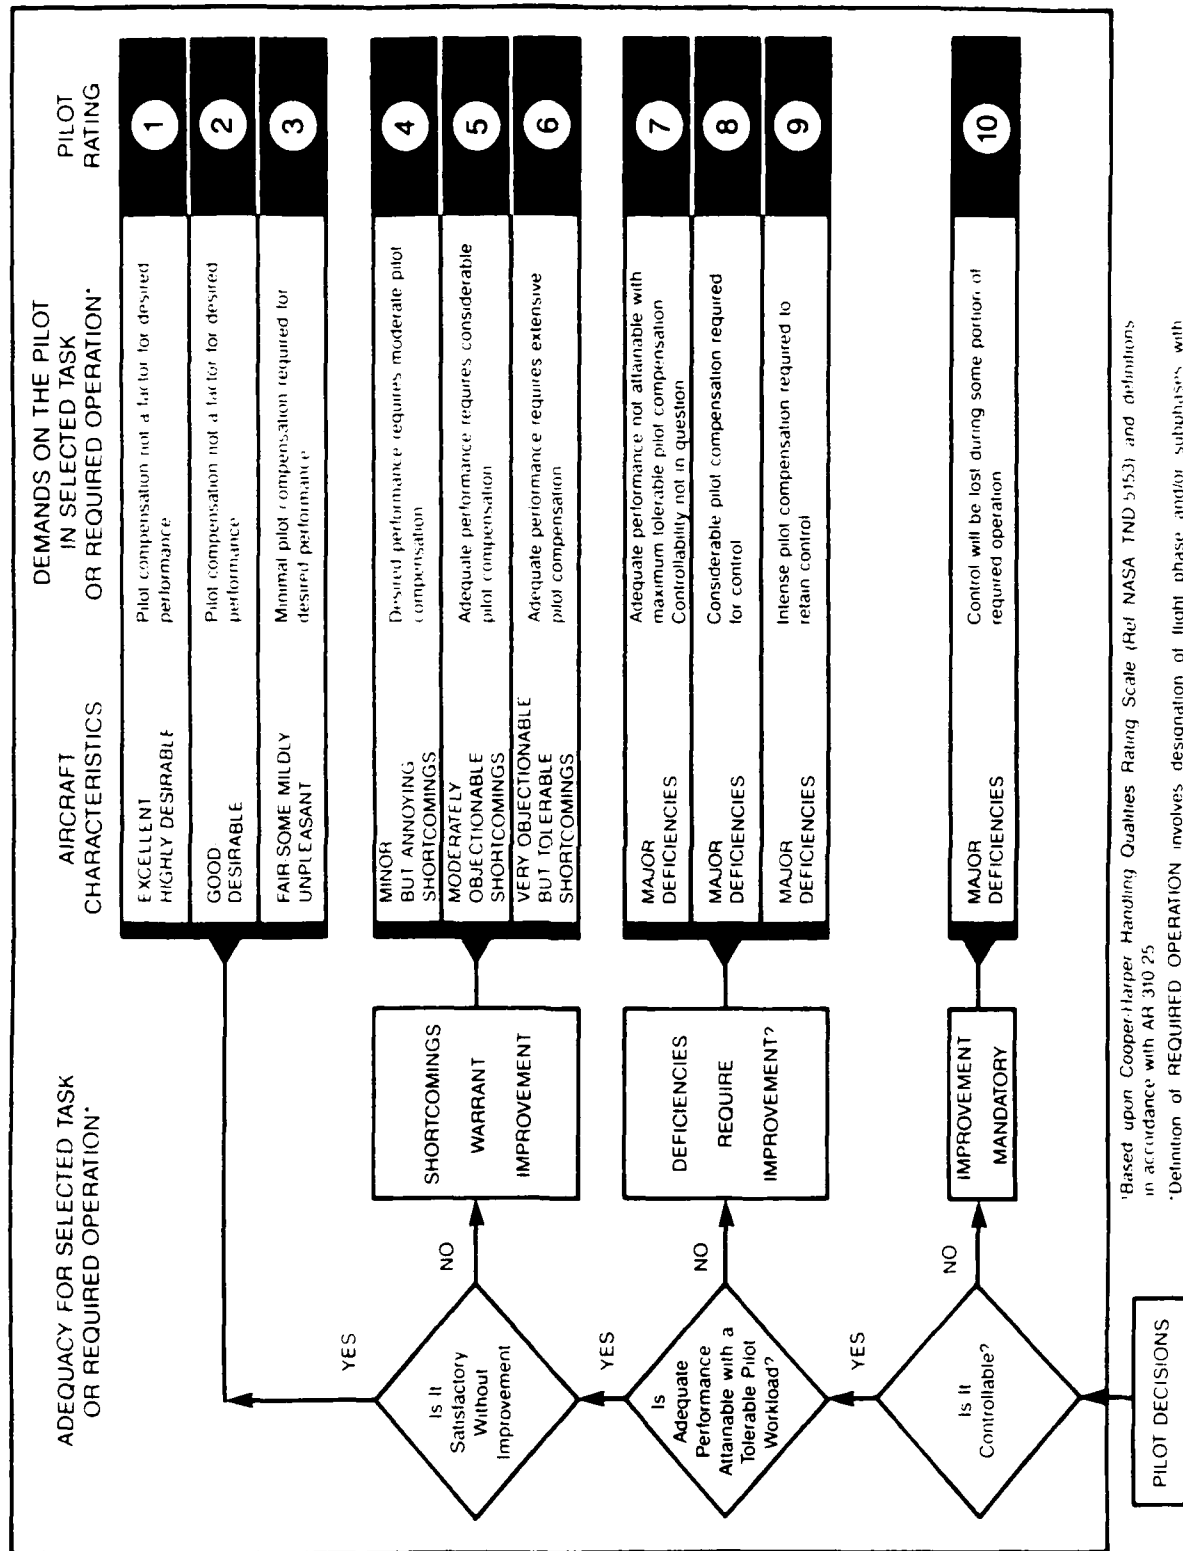 ADEQUACY FOR SELECTED TASK
OR REQUIRED OPERATION*
AIRCRAFT
CHARACTERISTICS
DEMANDS ON THE PILOT
IN SELECTED TASK
OR REQUIRED OPERATION*
PILOT
RATING
EXCELLENT
HIGHLY DESIRABLE
Pilot compensation not a factor for desired
performance
1
GOOD
DESIRABLE
Pilot compensation not a factor for desired
performance
2
FAIR-SOME MILDLY
UNPLEASANT
Minimal pilot compensation required for
desired performance
3
YES
Is It
Satisfactory
Without
Improvement
NO
SHORTCOMINGS
WARRANT
IMPROVEMENT
MINOR
BUT ANNOYING
SHORTCOMINGS
Desired performance requires moderate pilot
compensation
4
MODERATELY
OBJECTIONABLE
SHORTCOMINGS
Adequate performance requires considerable
pilot compensation
5
VERY OBJECTIONABLE
BUT TOLERABLE
SHORTCOMINGS
Adequate performance requires extensive
pilot compensation
6
YES
Is
Adequate
Performance
Attainable with a
Tolerable Pilot
Workload?
NO
DEFICIENCIES
REQUIRE
IMPROVEMENT?
MAJOR
DEFICIENCIES
Adequate performance not attainable with
maximum tolerable pilot compensation
Controllability not in question
7
MAJOR
DEFICIENCIES
Considerable pilot compensation required
for control
8
MAJOR
DEFICIENCIES
Intense pilot compensation required to
retain control
9
YES
Is It
Controllable?
NO
IMPROVEMENT
MANDATORY
MAJOR
DEFICIENCIES
Control will be lost during some portion of
required operation
10
PILOT DECISIONS
¹Based upon Cooper-Harper Handling Qualities Rating Scale (Ref NASA TND 5153) and definitions
in accordance with AR 310 25
*Definition of REQUIRED OPERATION involves designation of flight phase and/or subphases with